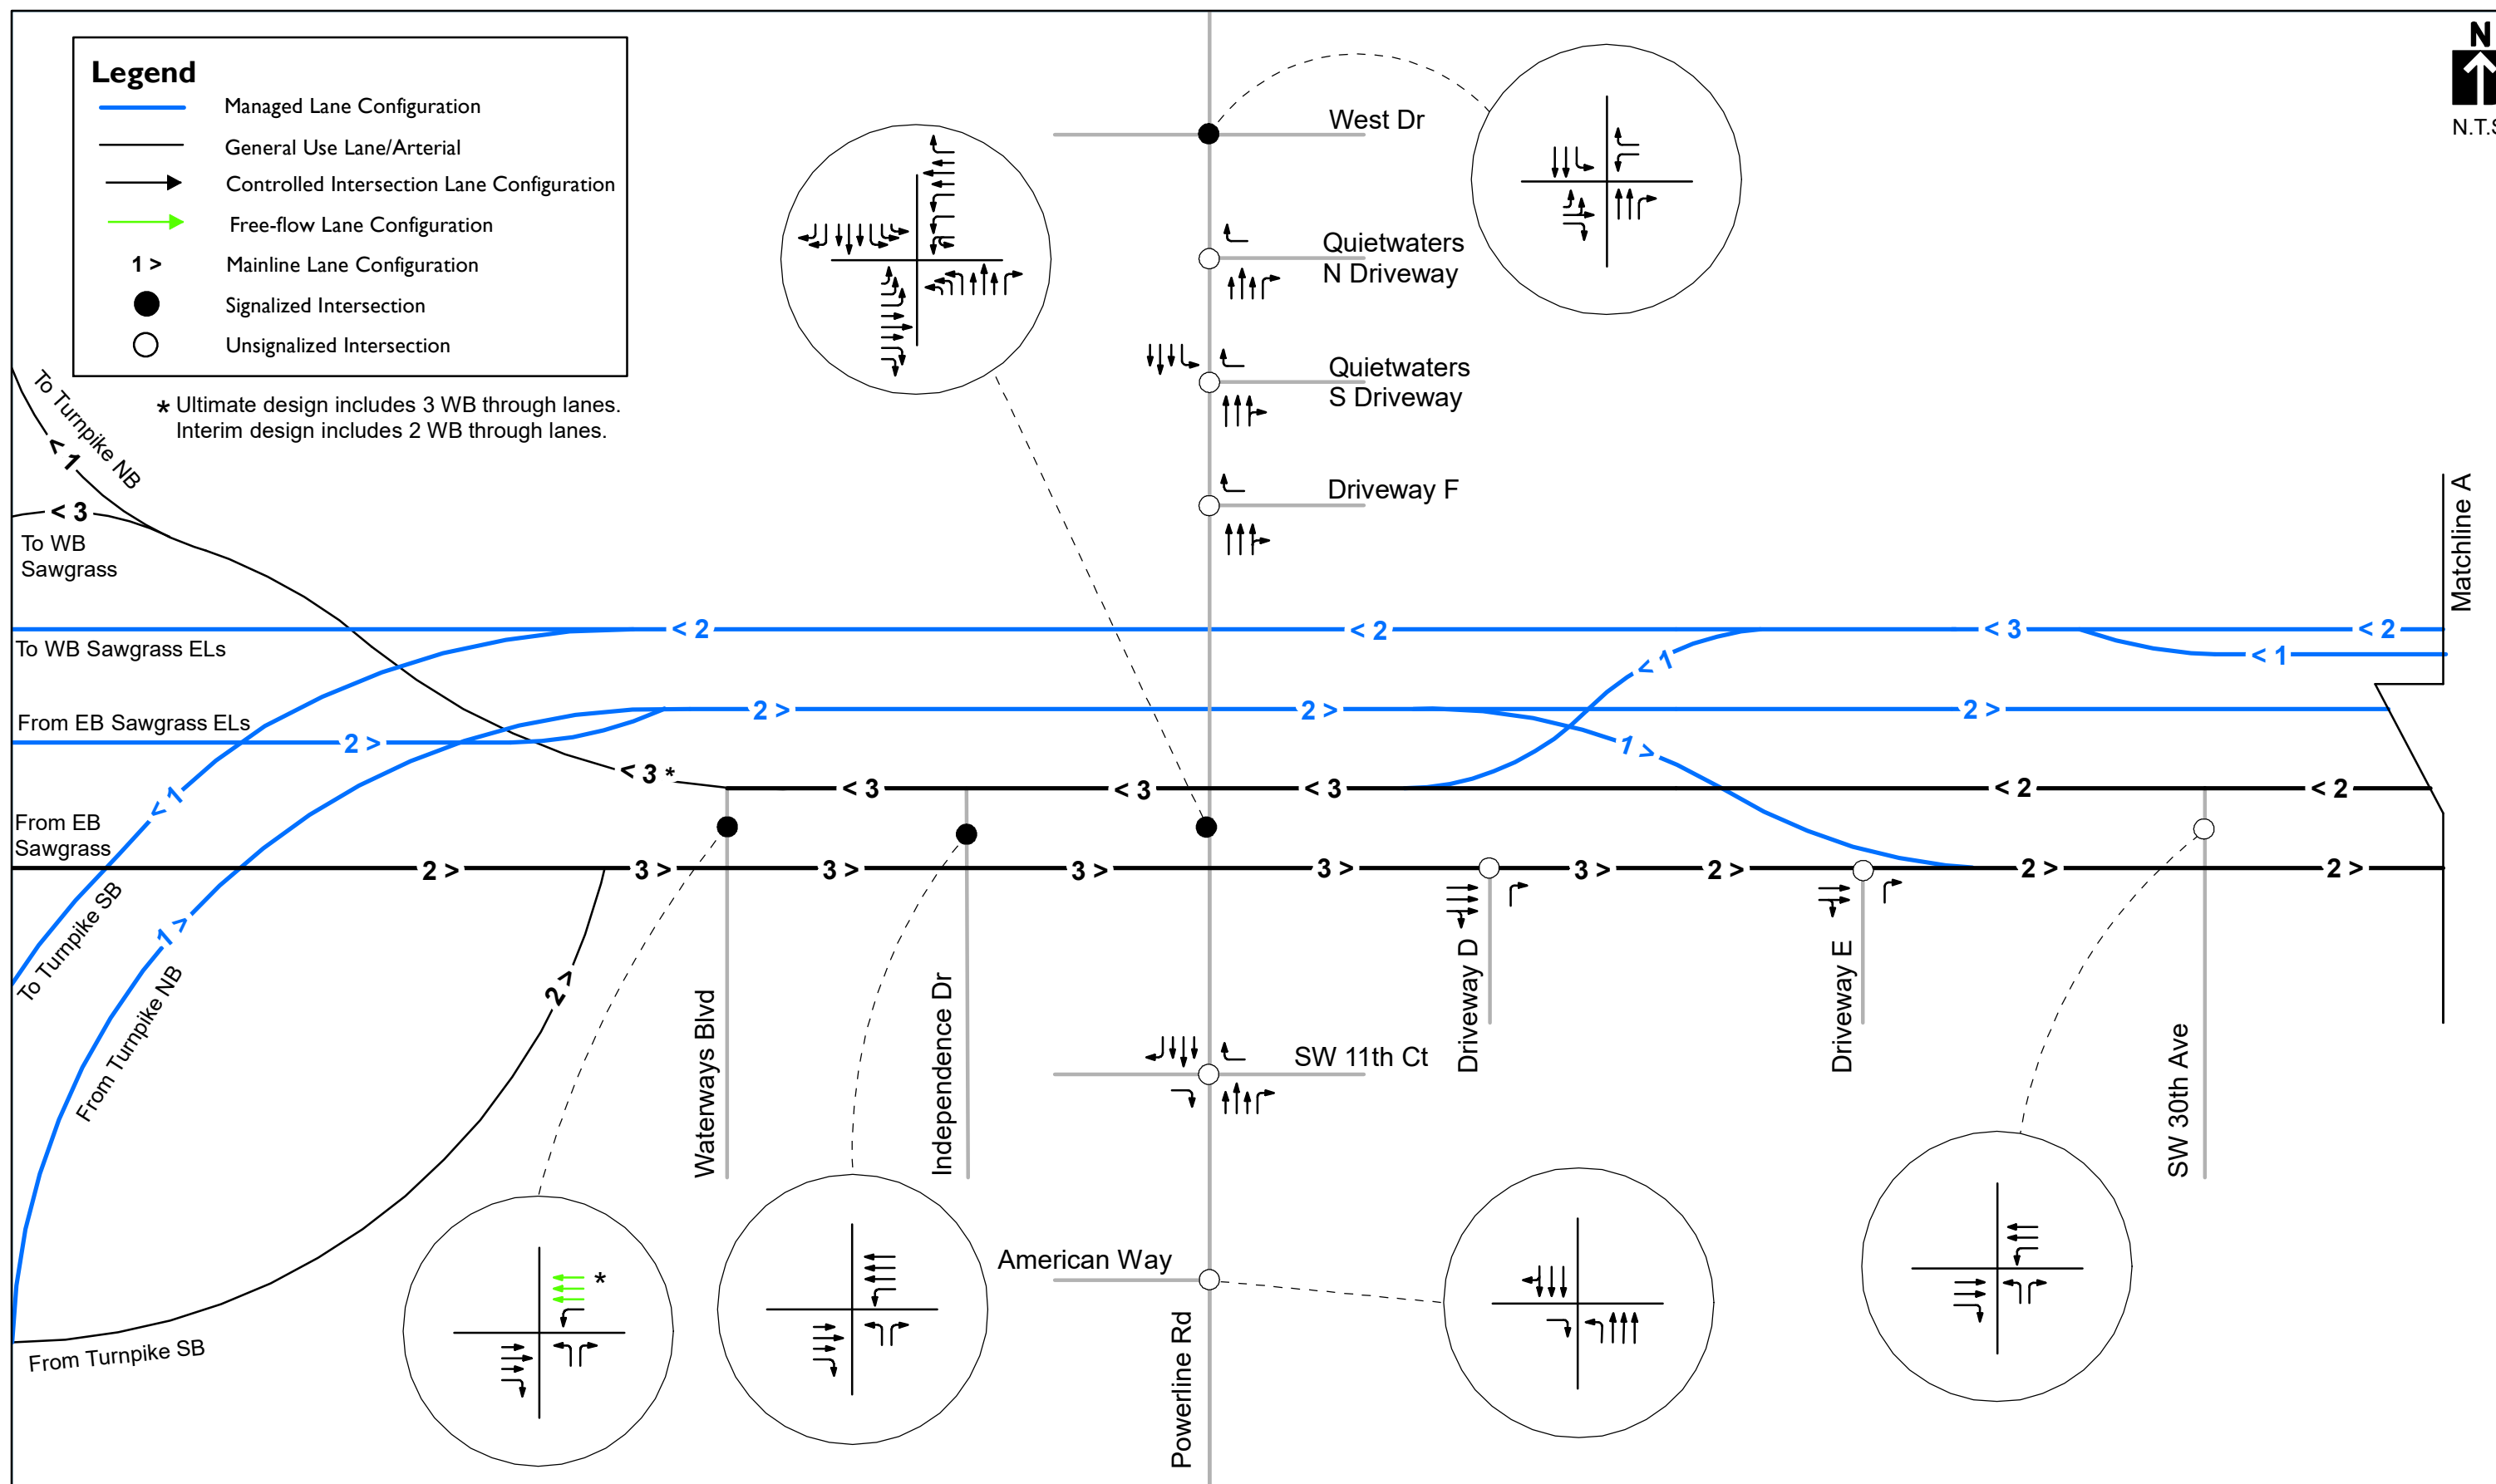 Legend
Managed Lane Configuration
General Use Lane/Arterial
Controlled Intersection Lane Configuration
Free-flow Lane Configuration
1 > Mainline Lane Configuration
Signalized Intersection
Unsignalized Intersection
* Ultimate design includes 3 WB through lanes.
Interim design includes 2 WB through lanes.
N
N.T.S
West Dr
Quietwaters
N Driveway
Quietwaters
S Driveway
Driveway F
Matchline A
To Turnpike NB
< 1
< 3
To WB
Sawgrass
< 2
< 2
< 3
< 2
To WB Sawgrass ELs
< 1
< 1
From EB Sawgrass ELs
2 >
2 >
2 >
2 >
1 >
< 3 *
< 3
< 3
< 3
< 2
< 2
< 1
From EB
Sawgrass
2 >
3 >
3 >
3 >
3 >
3 >
2 >
2 >
2 >
To Turnpike SB
1 >
From Turnpike NB
2 >
From Turnpike SB
Waterways Blvd
Independence Dr
SW 11th Ct
Driveway D
Driveway E
SW 30th Ave
American Way
Powerline Rd
*